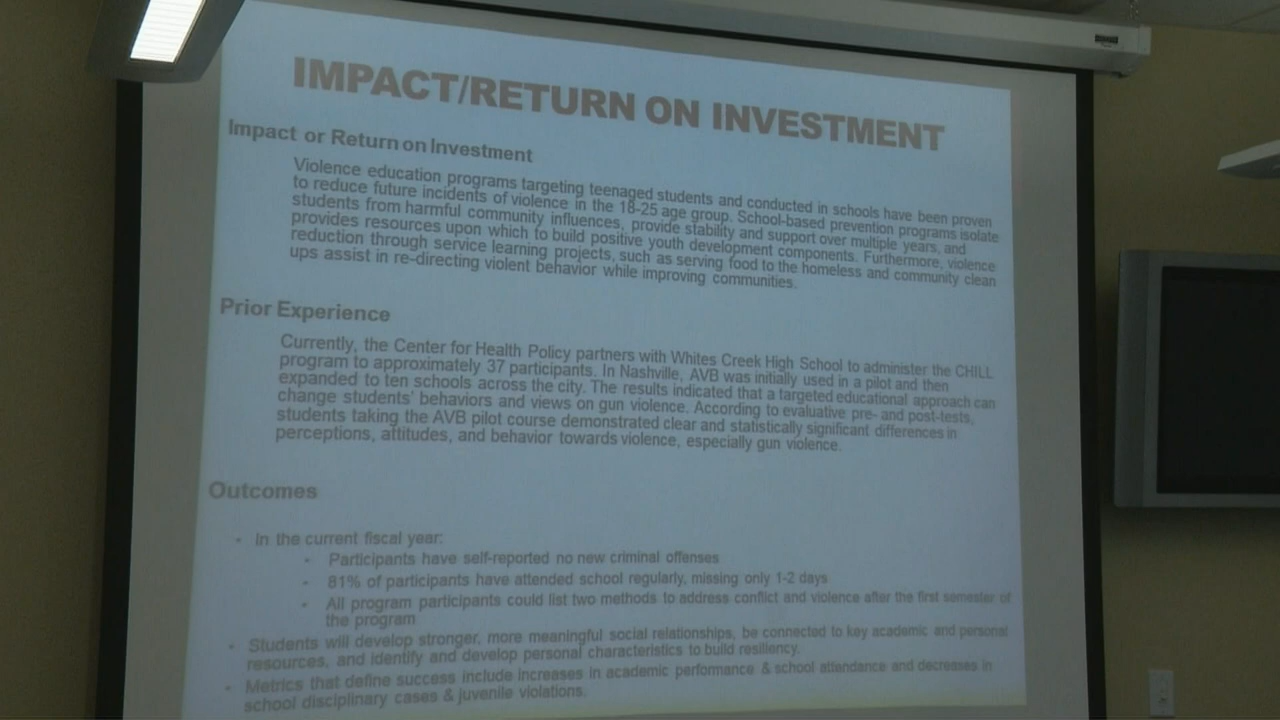 IMPACT/RETURN ON INVESTMENT
Impact or Return on Investment
Violence education programs targeting teenaged students and conducted in schools have been proven
to reduce future incidents of violence in the 18-25 age group. School-based prevention programs isolate
students from harmful community influences, provide stability and support over multiple years, and
provides resources upon which to build positive youth development components. Furthermore, violence
reduction through service learning projects, such as serving food to the homeless and community clean
ups assist in re-directing violent behavior while improving communities.
Prior Experience
Currently, the Center for Health Policy partners with Whites Creek High School to administer the CHILL
program to approximately 37 participants. In Nashville, AVB was initially used in a pilot and then
expanded to ten schools across the city. The results indicated that a targeted educational approach can
change students' behaviors and views on gun violence. According to evaluative pre- and post-tests,
students taking the AVB pilot course demonstrated clear and statistically significant differences in
perceptions, attitudes, and behavior towards violence, especially gun violence.
Outcomes
• In the current fiscal year:
• Participants have self-reported no new criminal offenses
• 81% of participants have attended school regularly, missing only 1-2 days
• All program participants could list two methods to address conflict and violence after the first semester of
the program
• Students will develop stronger, more meaningful social relationships, be connected to key academic and personal
resources, and identify and develop personal characteristics to build resiliency.
• Metrics that define success include increases in academic performance & school attendance and decreases in
school disciplinary cases & juvenile violations.